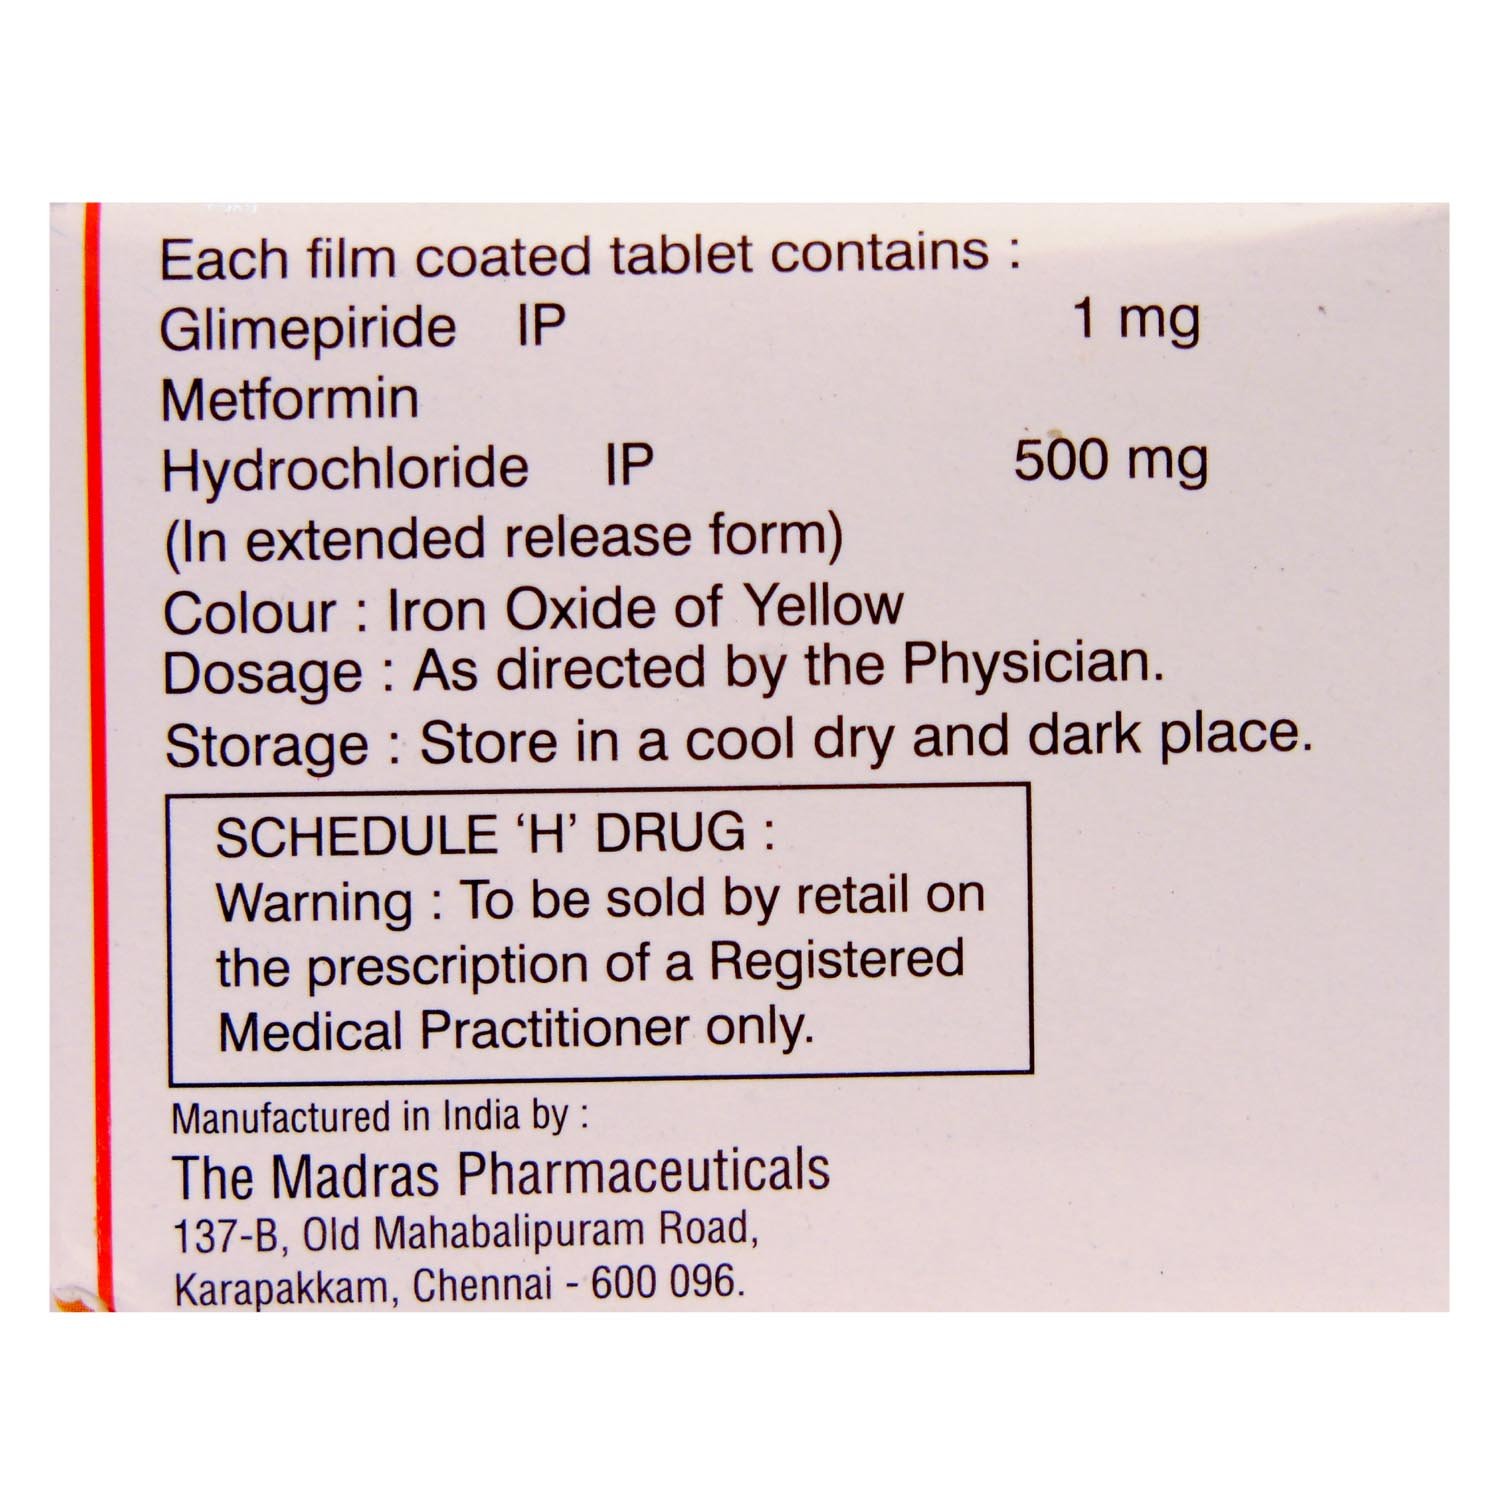 Each film coated tablet contains :
Glimepiride IP 1 mg
Metformin
Hydrochloride IP 500 mg
(In extended release form)
Colour : Iron Oxide of Yellow
Dosage : As directed by the Physician.
Storage : Store in a cool dry and dark place.
SCHEDULE ‘H’ DRUG :
Warning : To be sold by retail on
the prescription of a Registered
Medical Practitioner only.
Manufactured in India by :
The Madras Pharmaceuticals
137-B, Old Mahabalipuram Road,
Karapakkam, Chennai - 600 096.